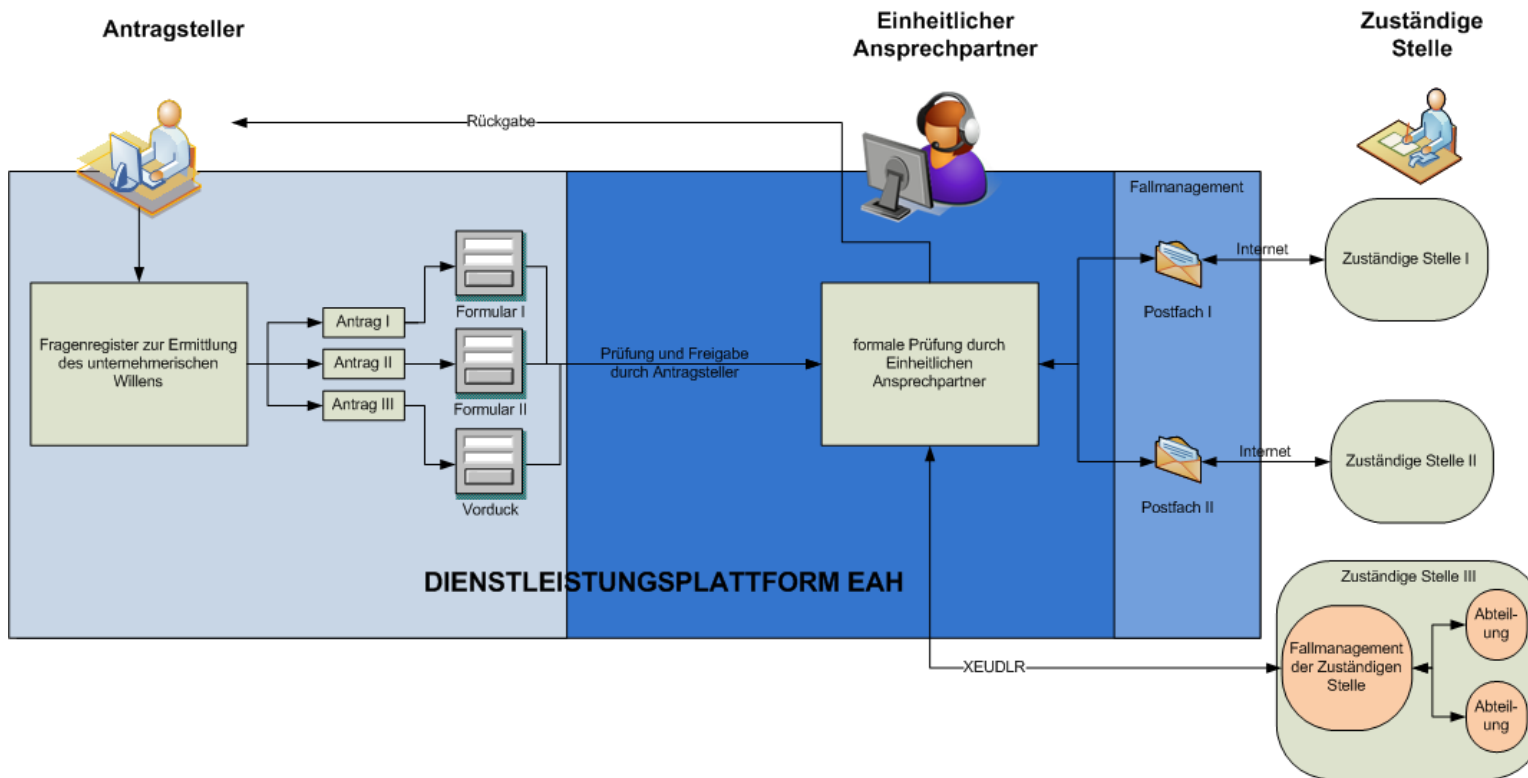 Antragsteller
Einheitlicher
Ansprechpartner
Zuständige
Stelle
Rückgabe
Fallmanagement
Fragenregister zur Ermittlung
des unternehmerischen
Willens
Antrag I
Antrag II
Antrag III
Formular I
Formular II
Vorduck
Prüfung und Freigabe
durch Antragsteller
formale Prüfung durch
Einheitlichen
Ansprechpartner
Postfach I
Postfach II
Internet
Internet
Zuständige Stelle I
Zuständige Stelle II
DIENSTLEISTUNGSPLATTFORM EAH
XEUDLR
Zuständige Stelle III
Fallmanagement
der Zuständigen
Stelle
Abteil-
ung
Abteil-
ung